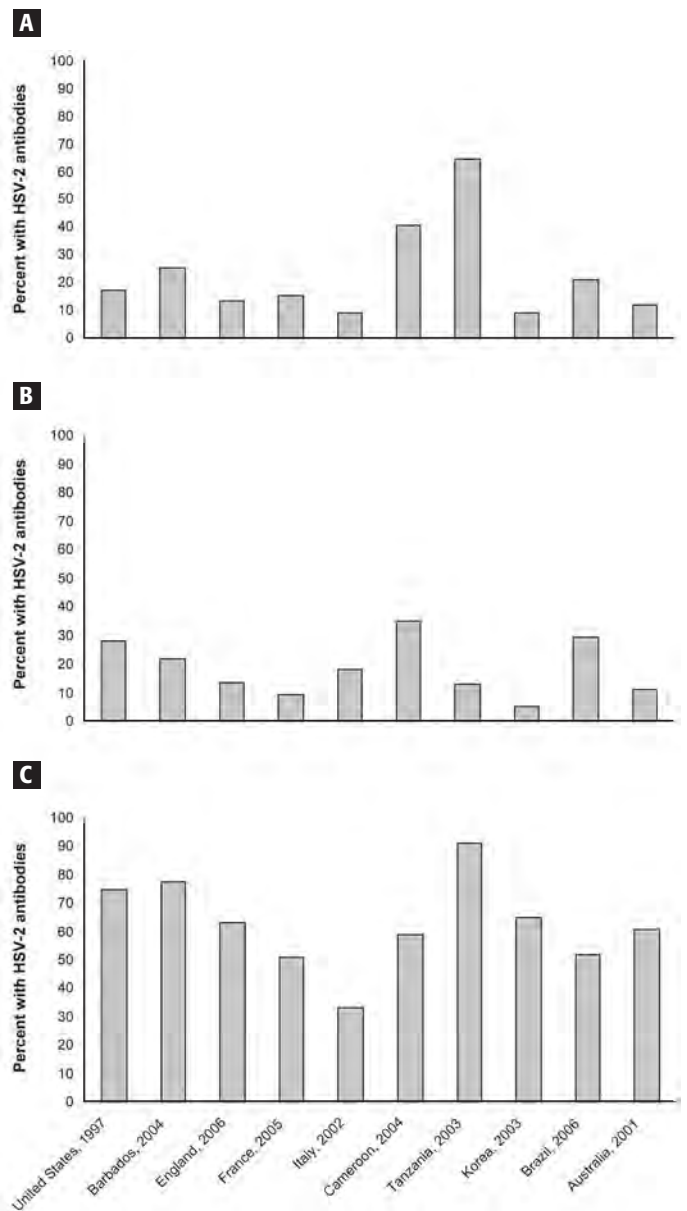 A
Percent with HSV-2 antibodies
100
90
80
70
60
50
40
30
20
10
0
B
Percent with HSV-2 antibodies
100
90
80
70
60
50
40
30
20
10
0
C
Percent with HSV-2 antibodies
100
90
80
70
60
50
40
30
20
10
0
United States, 1997
Barbados, 2004
England, 2006
France, 2005
Italy, 2002
Cameroon, 2004
Tanzania, 2003
Korea, 2003
Brazil, 2006
Australia, 2001